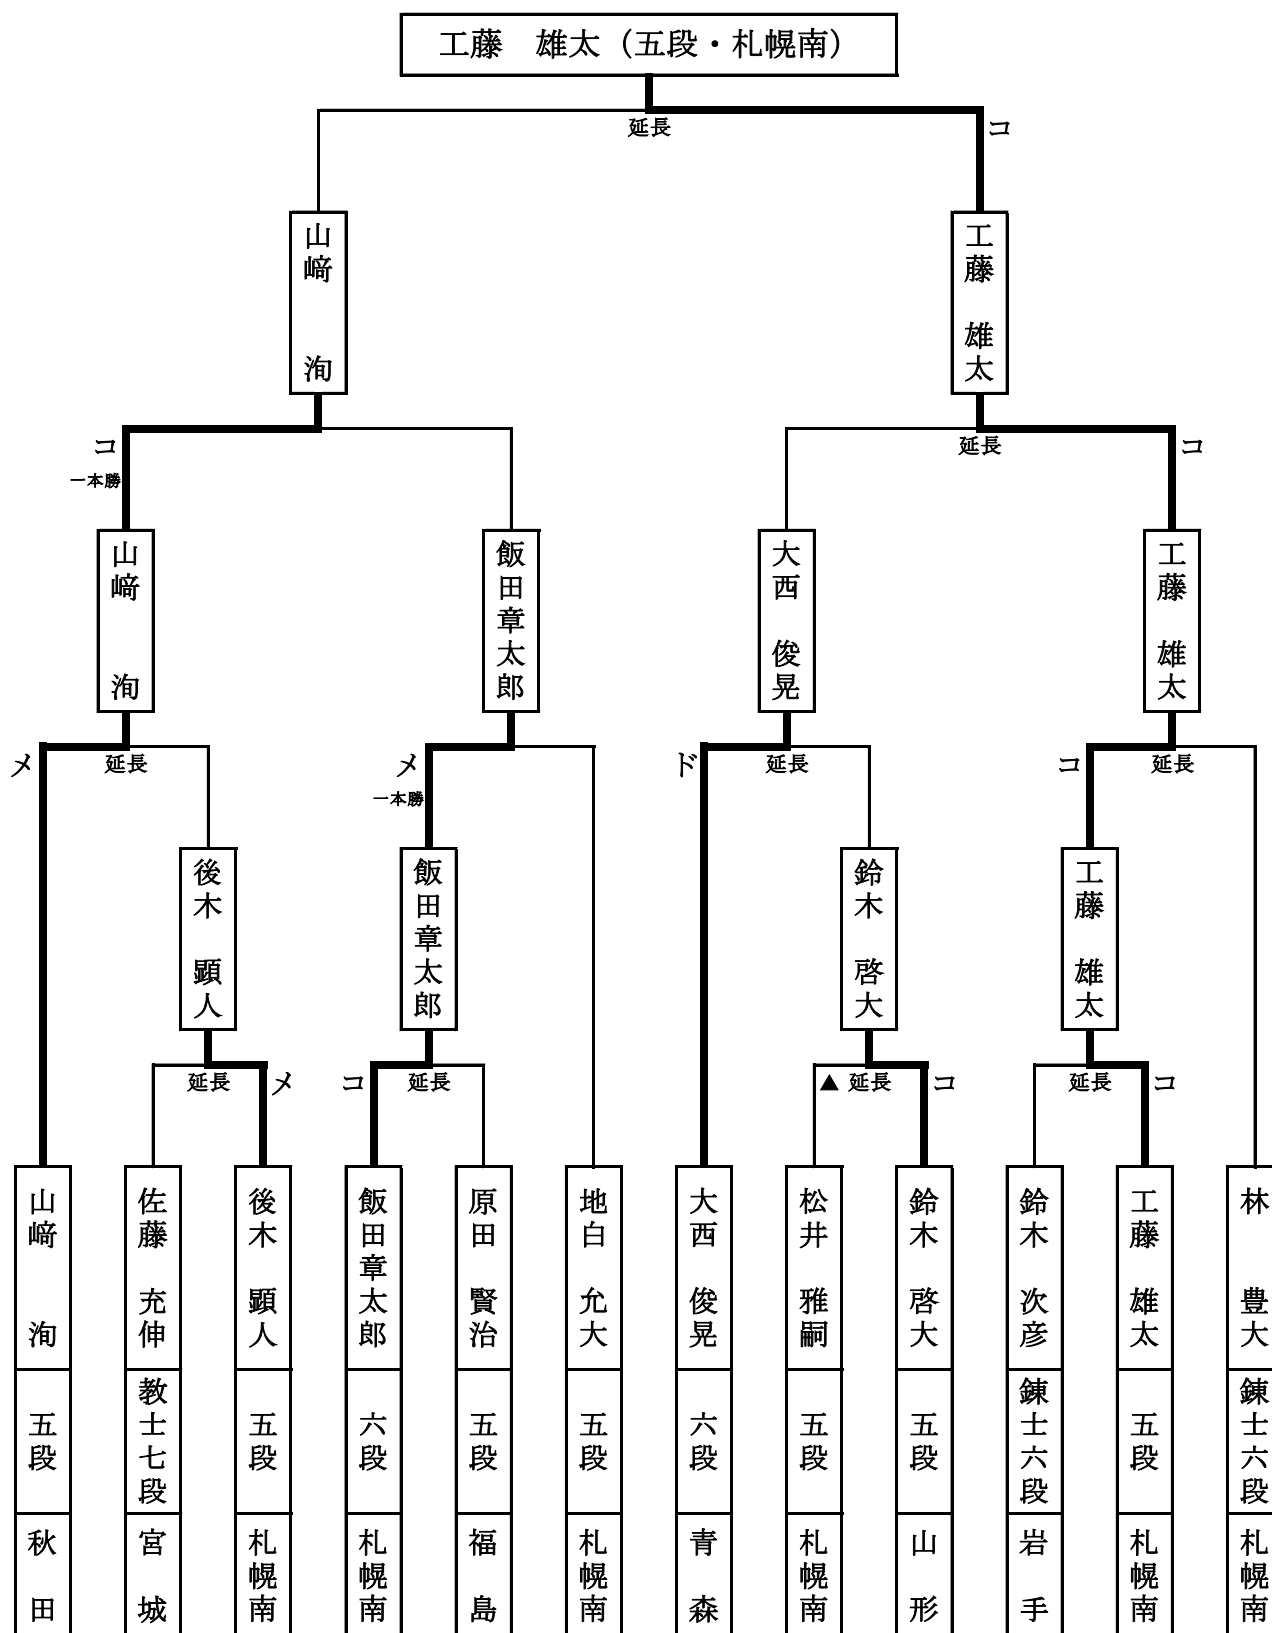 工藤　雄太（五段・札幌南）
延長
コ
山﨑　洵
工藤　雄太
コ
一本勝
延長
コ
山﨑　洵
飯田章太郎
大西　俊晃
工藤　雄太
メ
延長
メ
一本勝
ド
延長
コ
延長
後木　顕人
飯田章太郎
鈴木　啓大
工藤　雄太
延長
メ
コ
延長
▲
延長
コ
延長
コ
山﨑　洵
五段
秋田
佐藤　充伸
教士七段
宮城
後木　顕人
五段
札幌南
飯田章太郎
六段
札幌南
原田　賢治
五段
福島
地白　允大
五段
札幌南
大西　俊晃
六段
青森
松井　雅嗣
五段
札幌南
鈴木　啓大
五段
山形
鈴木　次彦
錬士六段
岩手
工藤　雄太
五段
札幌南
林　豊大
錬士六段
札幌南